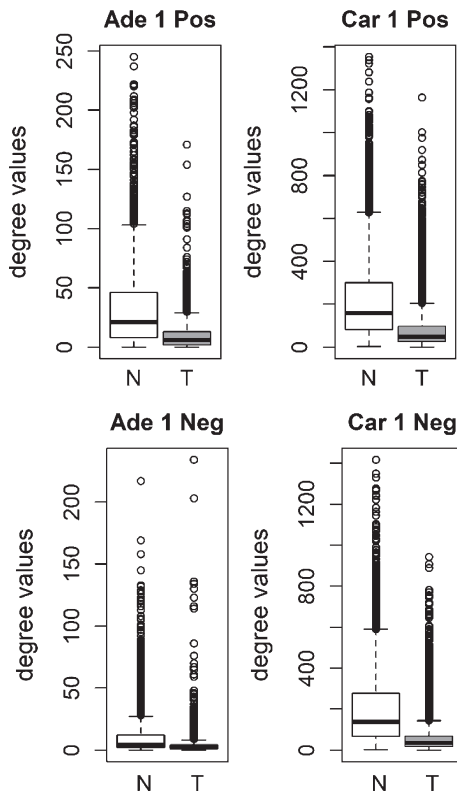 Ade 1 Pos
degree values
250
200
150
100
50
0
N T
Car 1 Pos
degree values
1200
800
400
0
N T
Ade 1 Neg
degree values
200
150
100
50
0
N T
Car 1 Neg
degree values
1200
800
400
0
N T